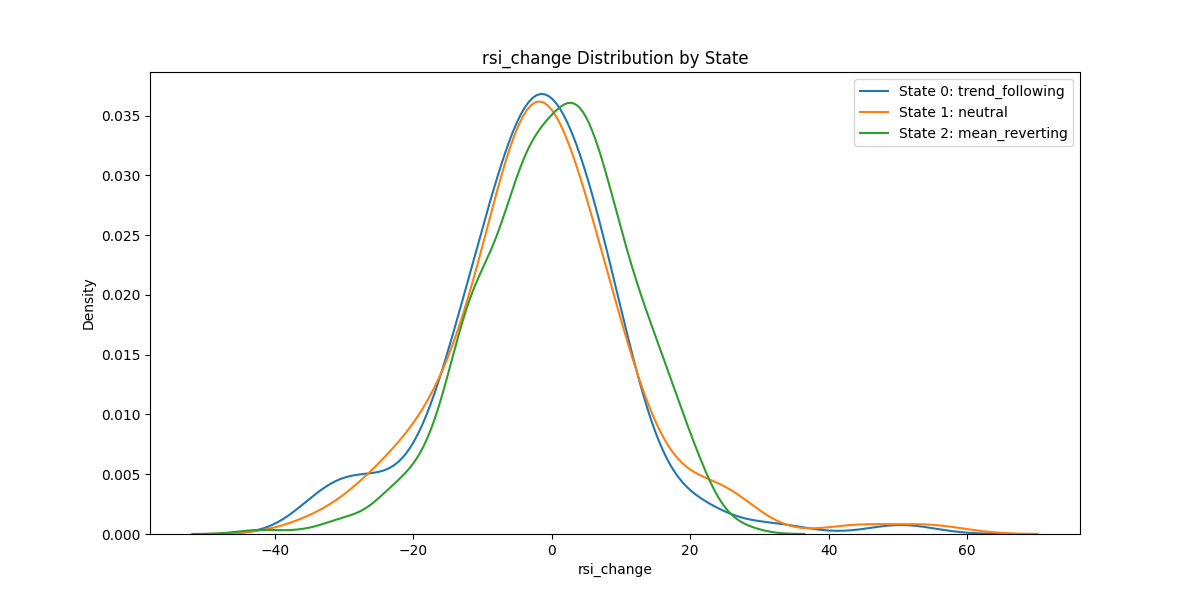 rsi_change Distribution by State
State 0: trend_following
State 1: neutral
State 2: mean_reverting
Density
0.035
0.030
0.025
0.020
0.015
0.010
0.005
0.000
−40 −20 0 20 40 60
rsi_change